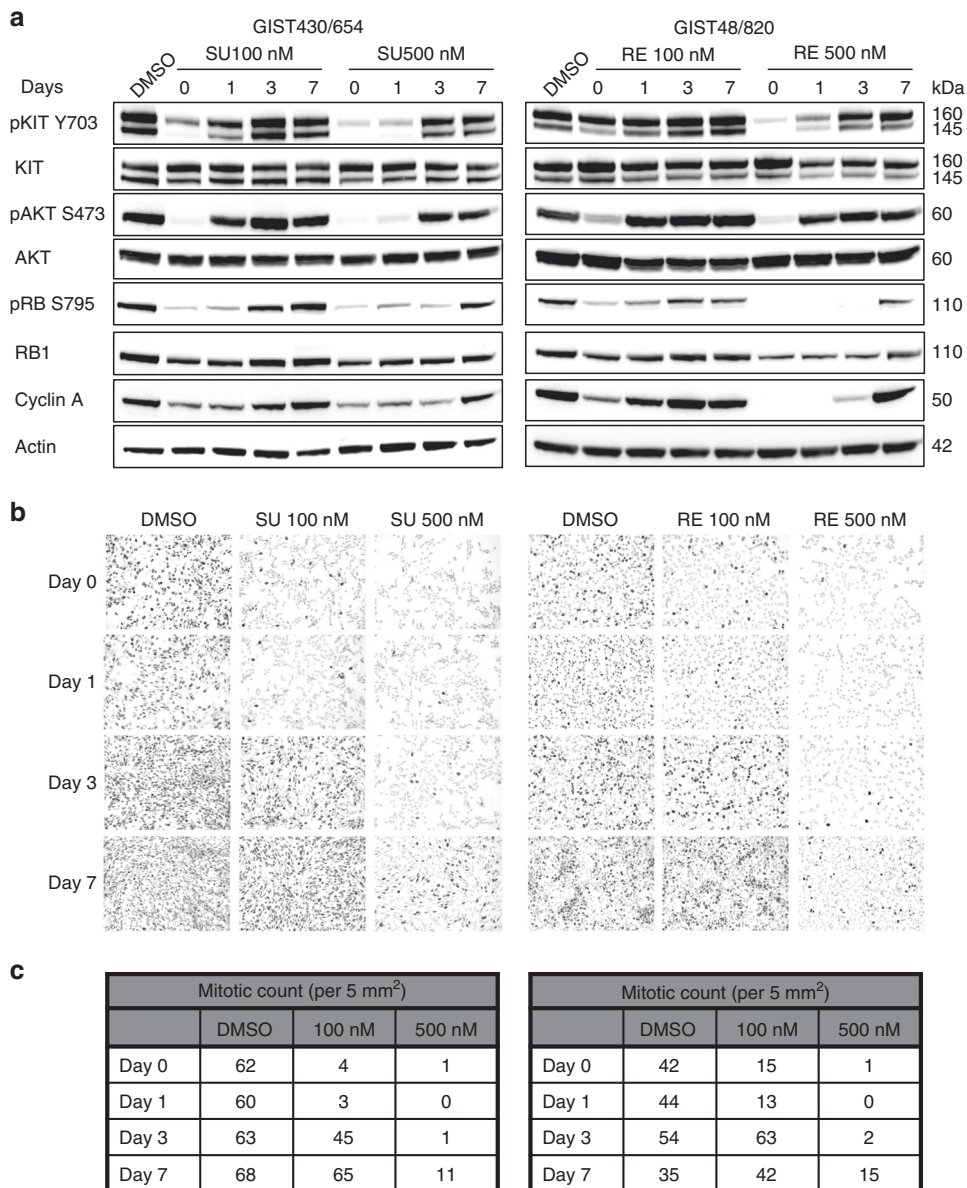 a
GIST430/654 GIST48/820
DMSO SU100 nM SU500 nM DMSO RE 100 nM RE 500 nM
Days 0 1 3 7 0 1 3 7 0 1 3 7 0 1 3 7 kDa
pKIT Y703 160
145
KIT 160
145
pAKT S473 60
AKT 60
pRB S795 110
RB1 110
Cyclin A 50
Actin 42
b
DMSO SU 100 nM SU 500 nM DMSO RE 100 nM RE 500 nM
Day 0
Day 1
Day 3
Day 7
c
Mitotic count (per 5 mm²) Mitotic count (per 5 mm²)
DMSO 100 nM 500 nM DMSO 100 nM 500 nM
Day 0 62 4 1 Day 0 42 15 1
Day 1 60 3 0 Day 1 44 13 0
Day 3 63 45 1 Day 3 54 63 2
Day 7 68 65 11 Day 7 35 42 15